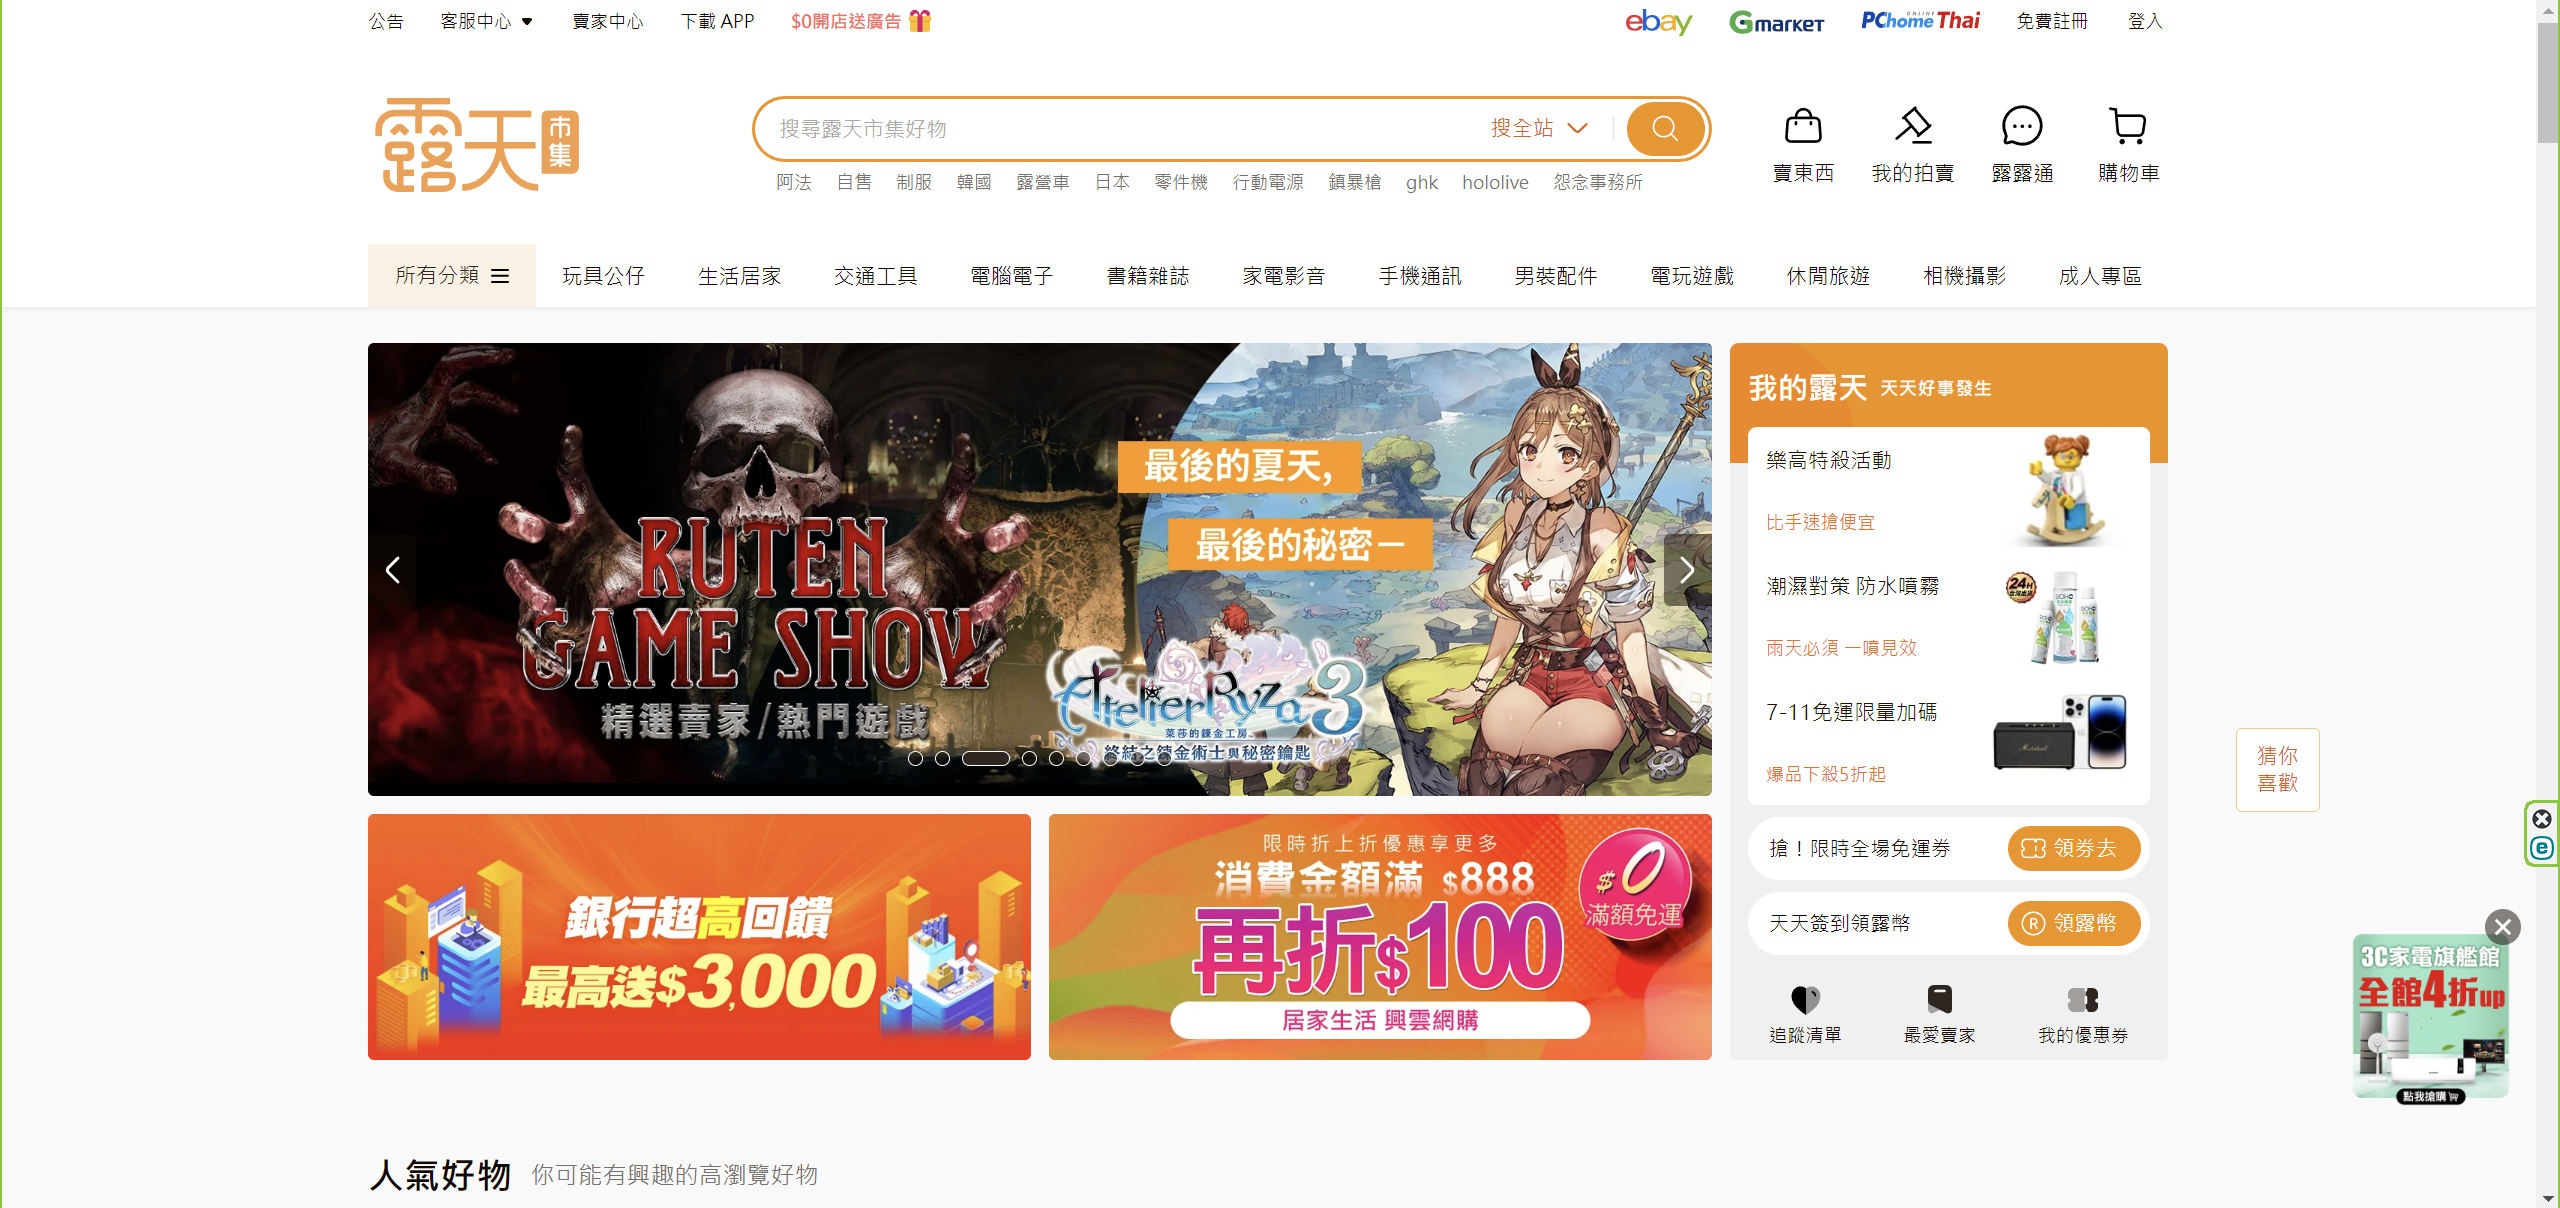 公告 客服中心 賣家中心 下載 APP $0開店送廣告
ebay Gmarket PChome Thai 免費註冊 登入
露天 市集
搜尋露天市集好物 搜全站
阿法 自售 制服 韓國 露營車 日本 零件機 行動電源 鎮暴槍 ghk hololive 怨念事務所
賣東西 我的拍賣 露露通 購物車
所有分類 玩具公仔 生活居家 交通工具 電腦電子 書籍雜誌 家電影音 手機通訊 男裝配件 電玩遊戲 休閒旅遊 相機攝影 成人專區
RUTEN
GAME SHOW
精選賣家/熱門遊戲
最後的夏天,
最後的秘密－
Atelier Ryza 3
萊莎的鍊金工房
終結之鍊金術士與秘密鑰匙
我的露天 天天好事發生
樂高特殺活動
比手速搶便宜
潮濕對策 防水噴霧
雨天必須 一噴見效
24H
台灣出貨
7-11免運限量加碼
爆品下殺5折起
Marshall
搶！限時全場免運券 領券去
天天簽到領露幣 領露幣
追蹤清單 最愛賣家 我的優惠券
銀行超高回饋
最高送$3,000
限時折上折優惠享更多
消費金額滿 $888
再折$100
居家生活 興雲網購
$0
滿額免運
猜你
喜歡
3C家電旗艦館
全館4折up
點我搶購
人氣好物 你可能有興趣的高瀏覽好物